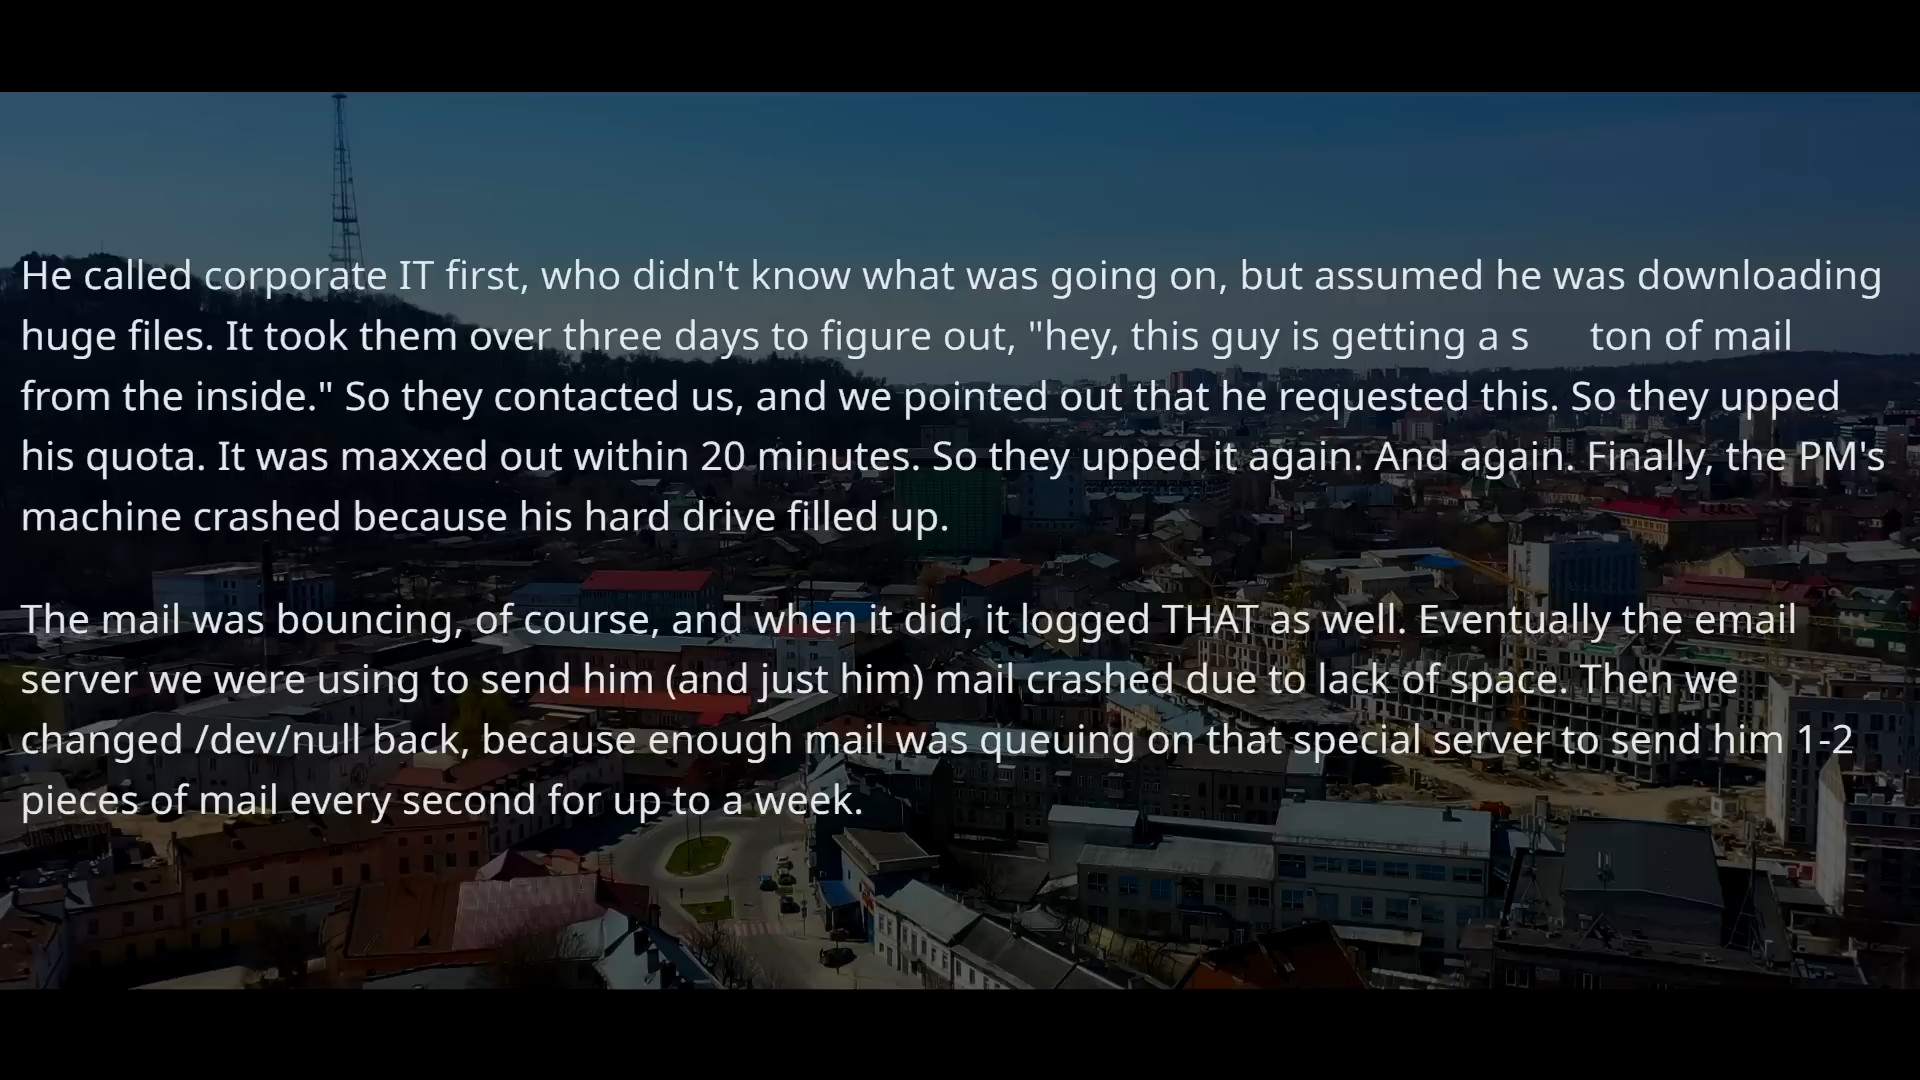 He called corporate IT first, who didn't know what was going on, but assumed he was downloading
huge files. It took them over three days to figure out, "hey, this guy is getting a s ton of mail
from the inside." So they contacted us, and we pointed out that he requested this. So they upped
his quota. It was maxxed out within 20 minutes. So they upped it again. And again. Finally, the PM's
machine crashed because his hard drive filled up.
The mail was bouncing, of course, and when it did, it logged THAT as well. Eventually the email
server we were using to send him (and just him) mail crashed due to lack of space. Then we
changed /dev/null back, because enough mail was queuing on that special server to send him 1-2
pieces of mail every second for up to a week.